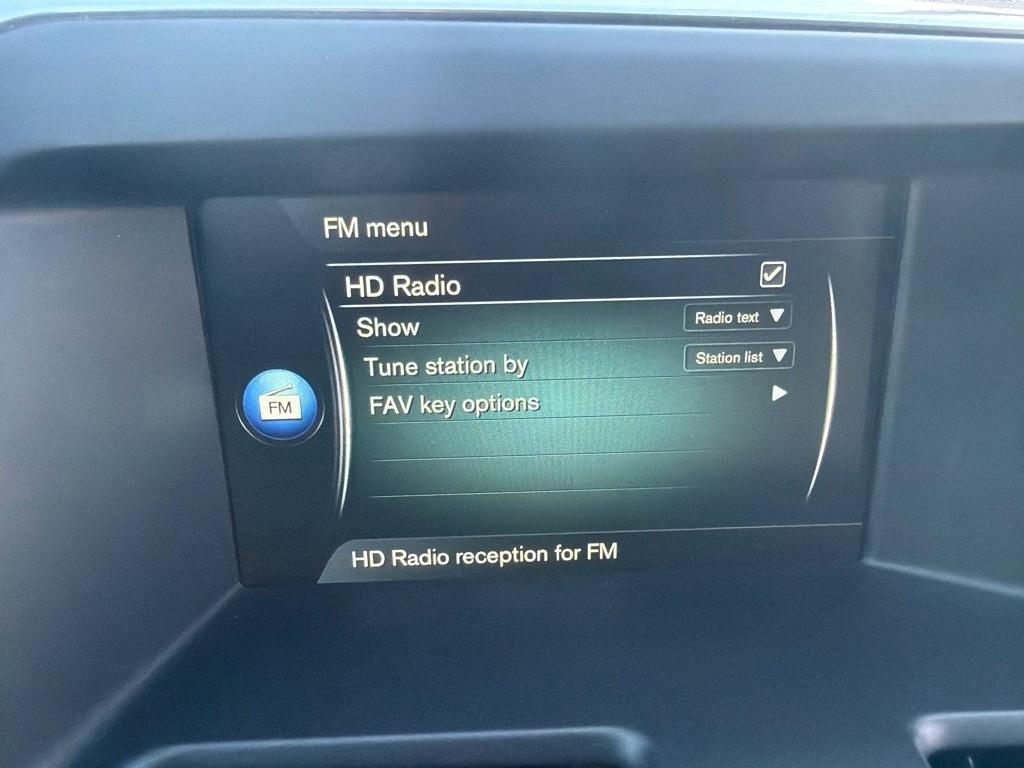 FM menu
HD Radio
Show Radio text
Tune station by Station list
FAV key options
FM
HD Radio reception for FM